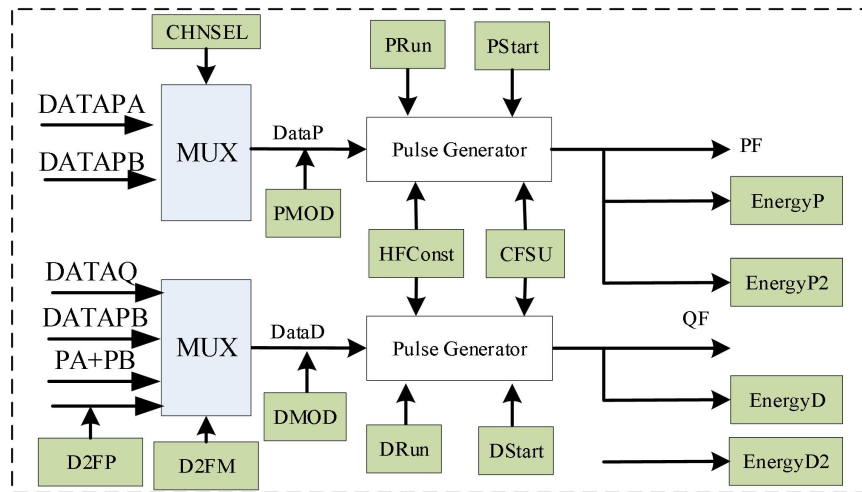 CHNSEL
PRun
PStart
DATAPA
DATAPB
MUX
DataP
PMOD
Pulse Generator
PF
EnergyP
EnergyP2
HFConst
CFSU
DATAQ
DATAPB
PA+PB
MUX
DataD
DMOD
Pulse Generator
QF
EnergyD
EnergyD2
D2FP
D2FM
DRun
DStart